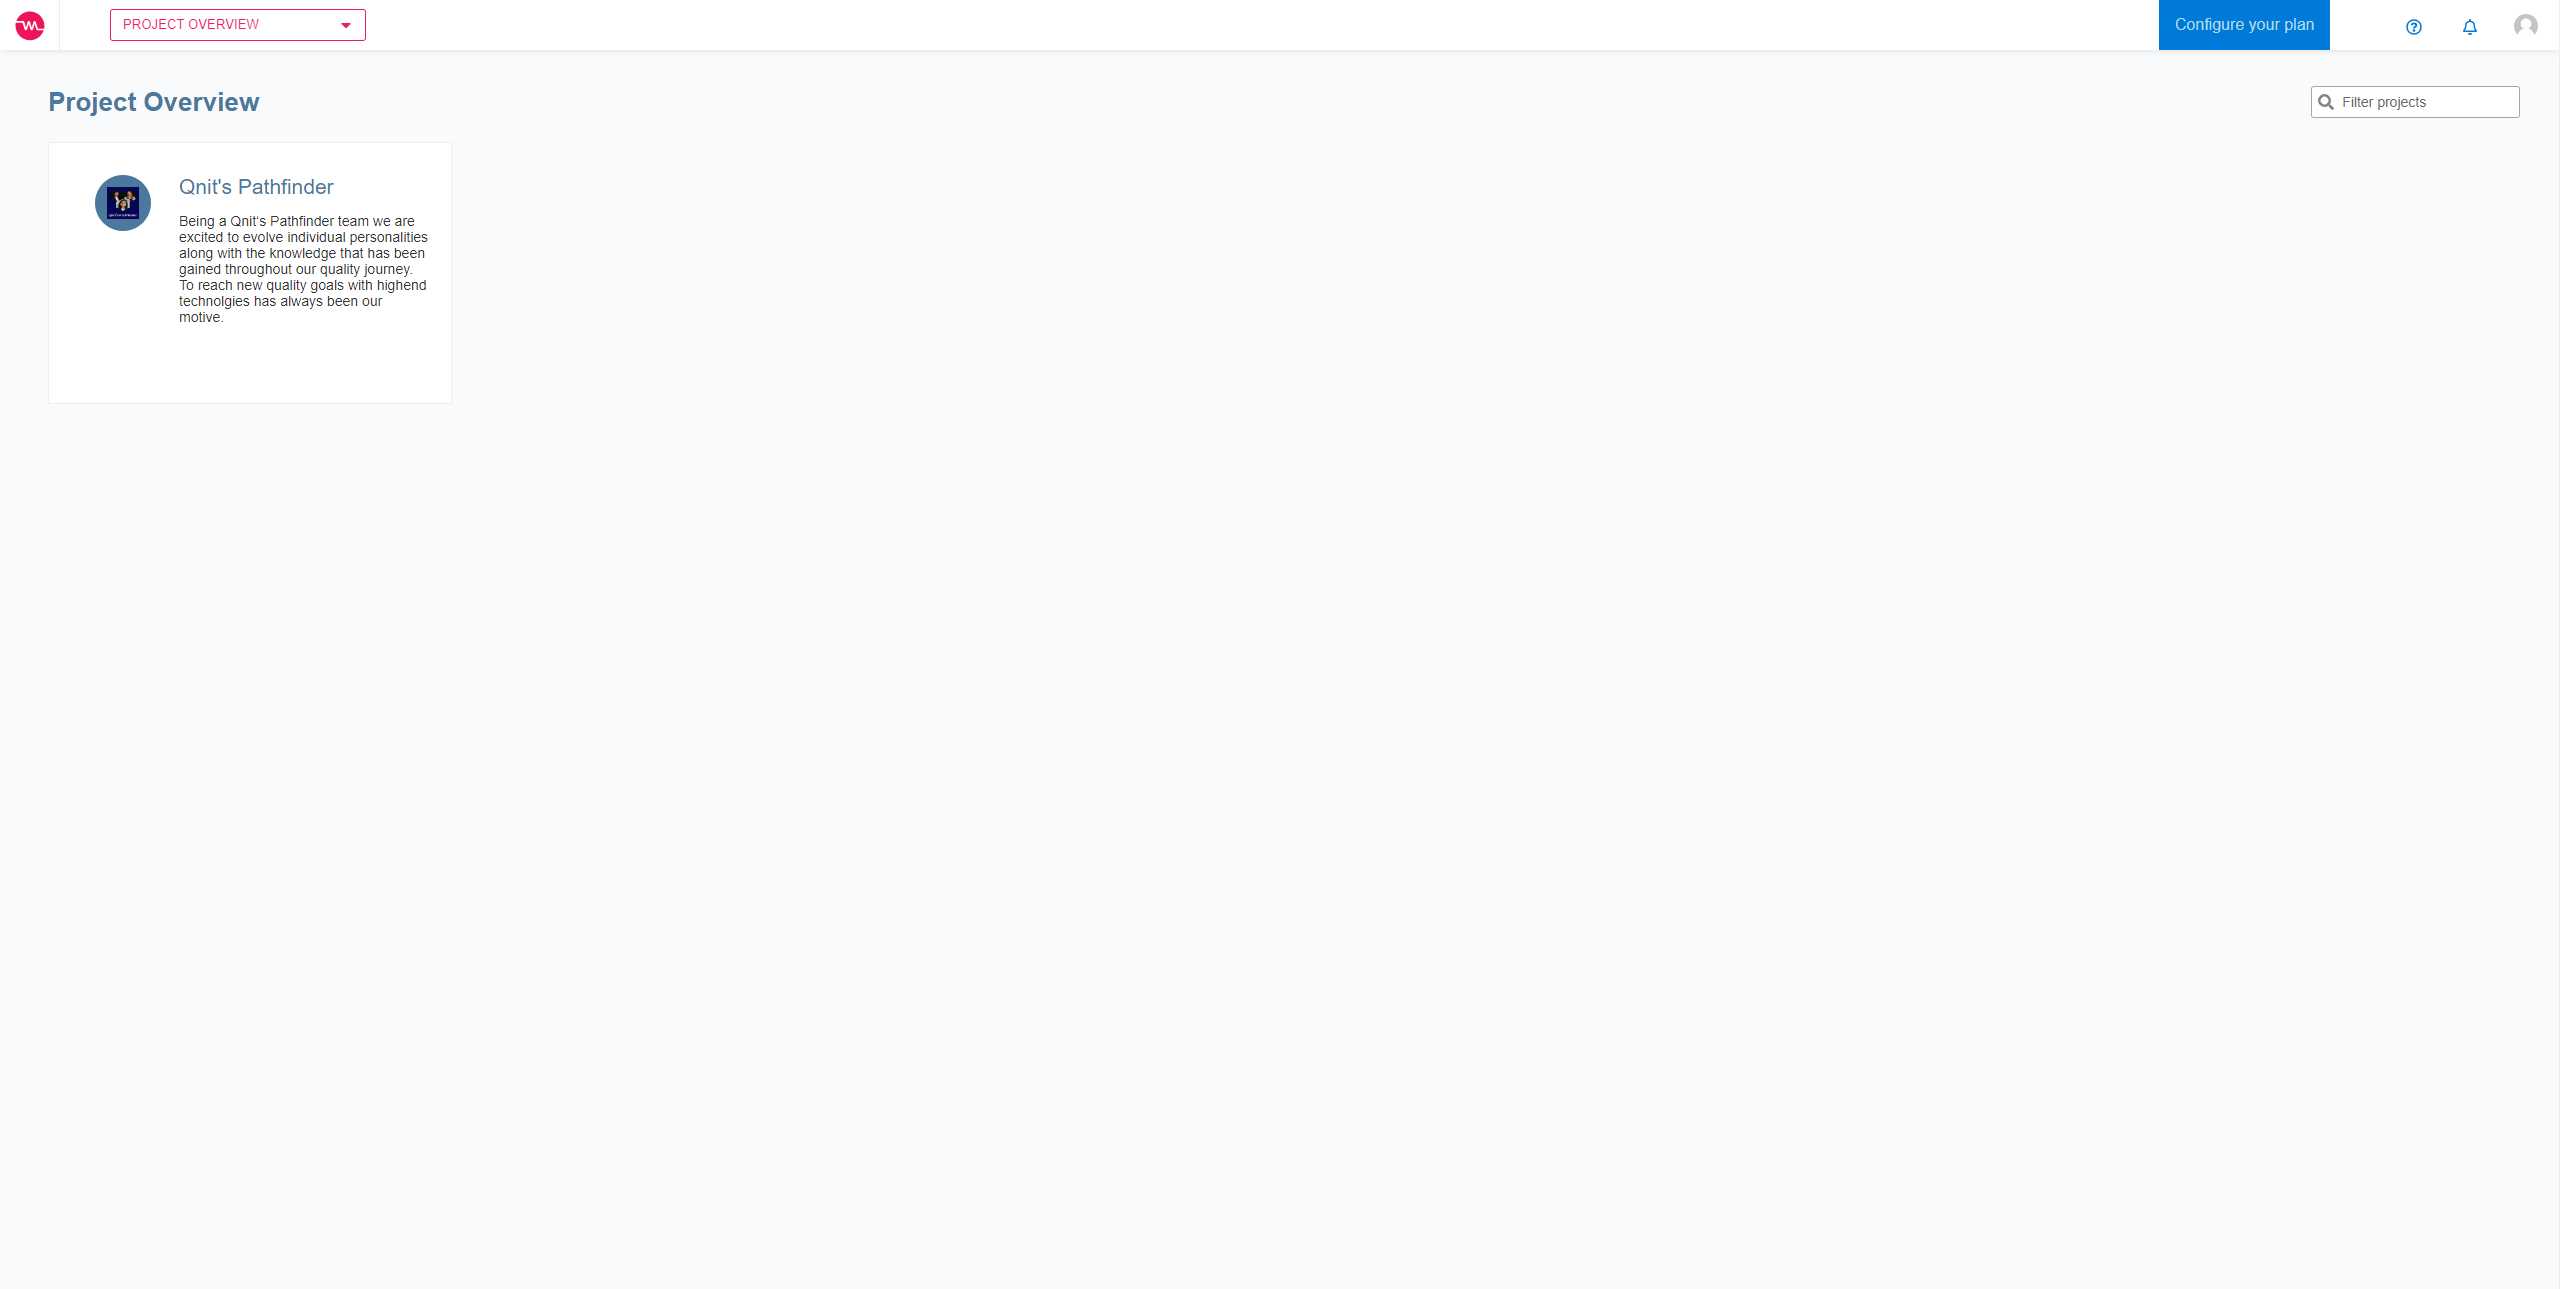 PROJECT OVERVIEW
Configure your plan
Project Overview
Filter projects
Qnit's Pathfinder
Being a Qnit's Pathfinder team we are
excited to evolve individual personalities
along with the knowledge that has been
gained throughout our quality journey.
To reach new quality goals with highend
technolgies has always been our
motive.